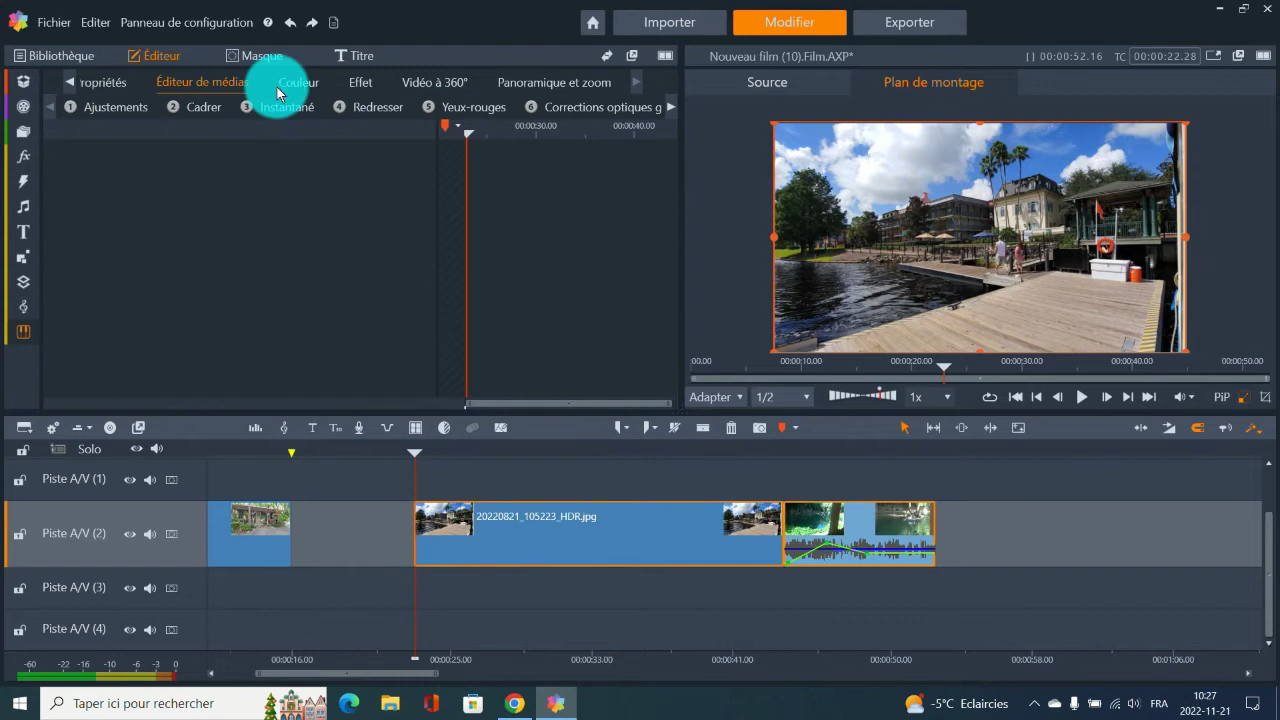 Fichier Editer Panneau de configuration Importer Modifier Exporter
Bibliothèque Éditeur Masque Titre Nouveau film (10).Film.AXP* [] 00:00:52.16 TC 00:00:22.28
ropriétés Éditeur de médias Couleur Effet Vidéo à 360° Panoramique et zoom Source Plan de montage
1 Ajustements 2 Cadrer 3 Instantané 4 Redresser 5 Yeux-rouges 6 Corrections optiques g
00:00:30.00 00:00:40.00
:00.00 00:00:10.00 00:00:20.00 00:00:30.00 00:00:40.00 00:00:50.00
Adapter 1/2 1x PiP
Solo
Piste A/V (1)
Piste A/V (2) 20220821_105223_HDR.jpg
Piste A/V (3)
Piste A/V (4)
-60 -22 -16 -10 -6 -3 0 00:00:16.00 00:00:25.00 00:00:33.00 00:00:41.00 00:00:50.00 00:00:58.00 00:01:06.00
Taper ici pour rechercher -5°C Eclaircies FRA 10:27
2022-11-21